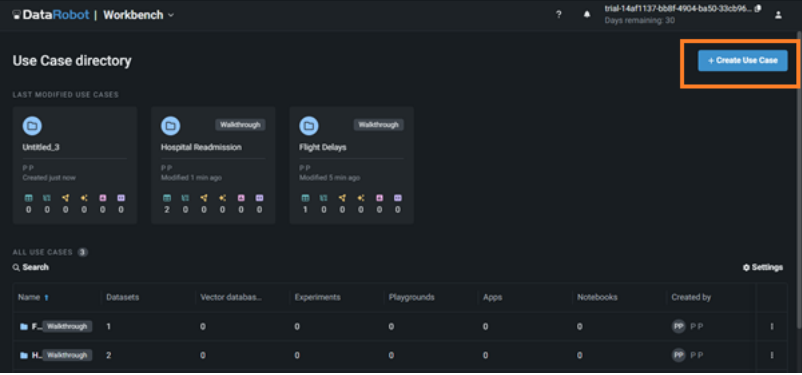 DataRobot | Workbench
?
trial-14af1137-bb8f-4904-ba50-33cb96...
Days remaining: 30
Use Case directory
+ Create Use Case
LAST MODIFIED USE CASES
Untitled_3
P P
Created just now
0 0 0 0 0 0
Walkthrough
Hospital Readmission
P P
Modified 1 min ago
2 0 0 0 0 0
Walkthrough
Flight Delays
P P
Modified 5 min ago
1 0 0 0 0 0
ALL USE CASES 3
Search
Settings
Name Datasets Vector databas... Experiments Playgrounds Apps Notebooks Created by
F... Walkthrough 1 0 0 0 0 0 PP P P
H... Walkthrough 2 0 0 0 0 0 PP P P